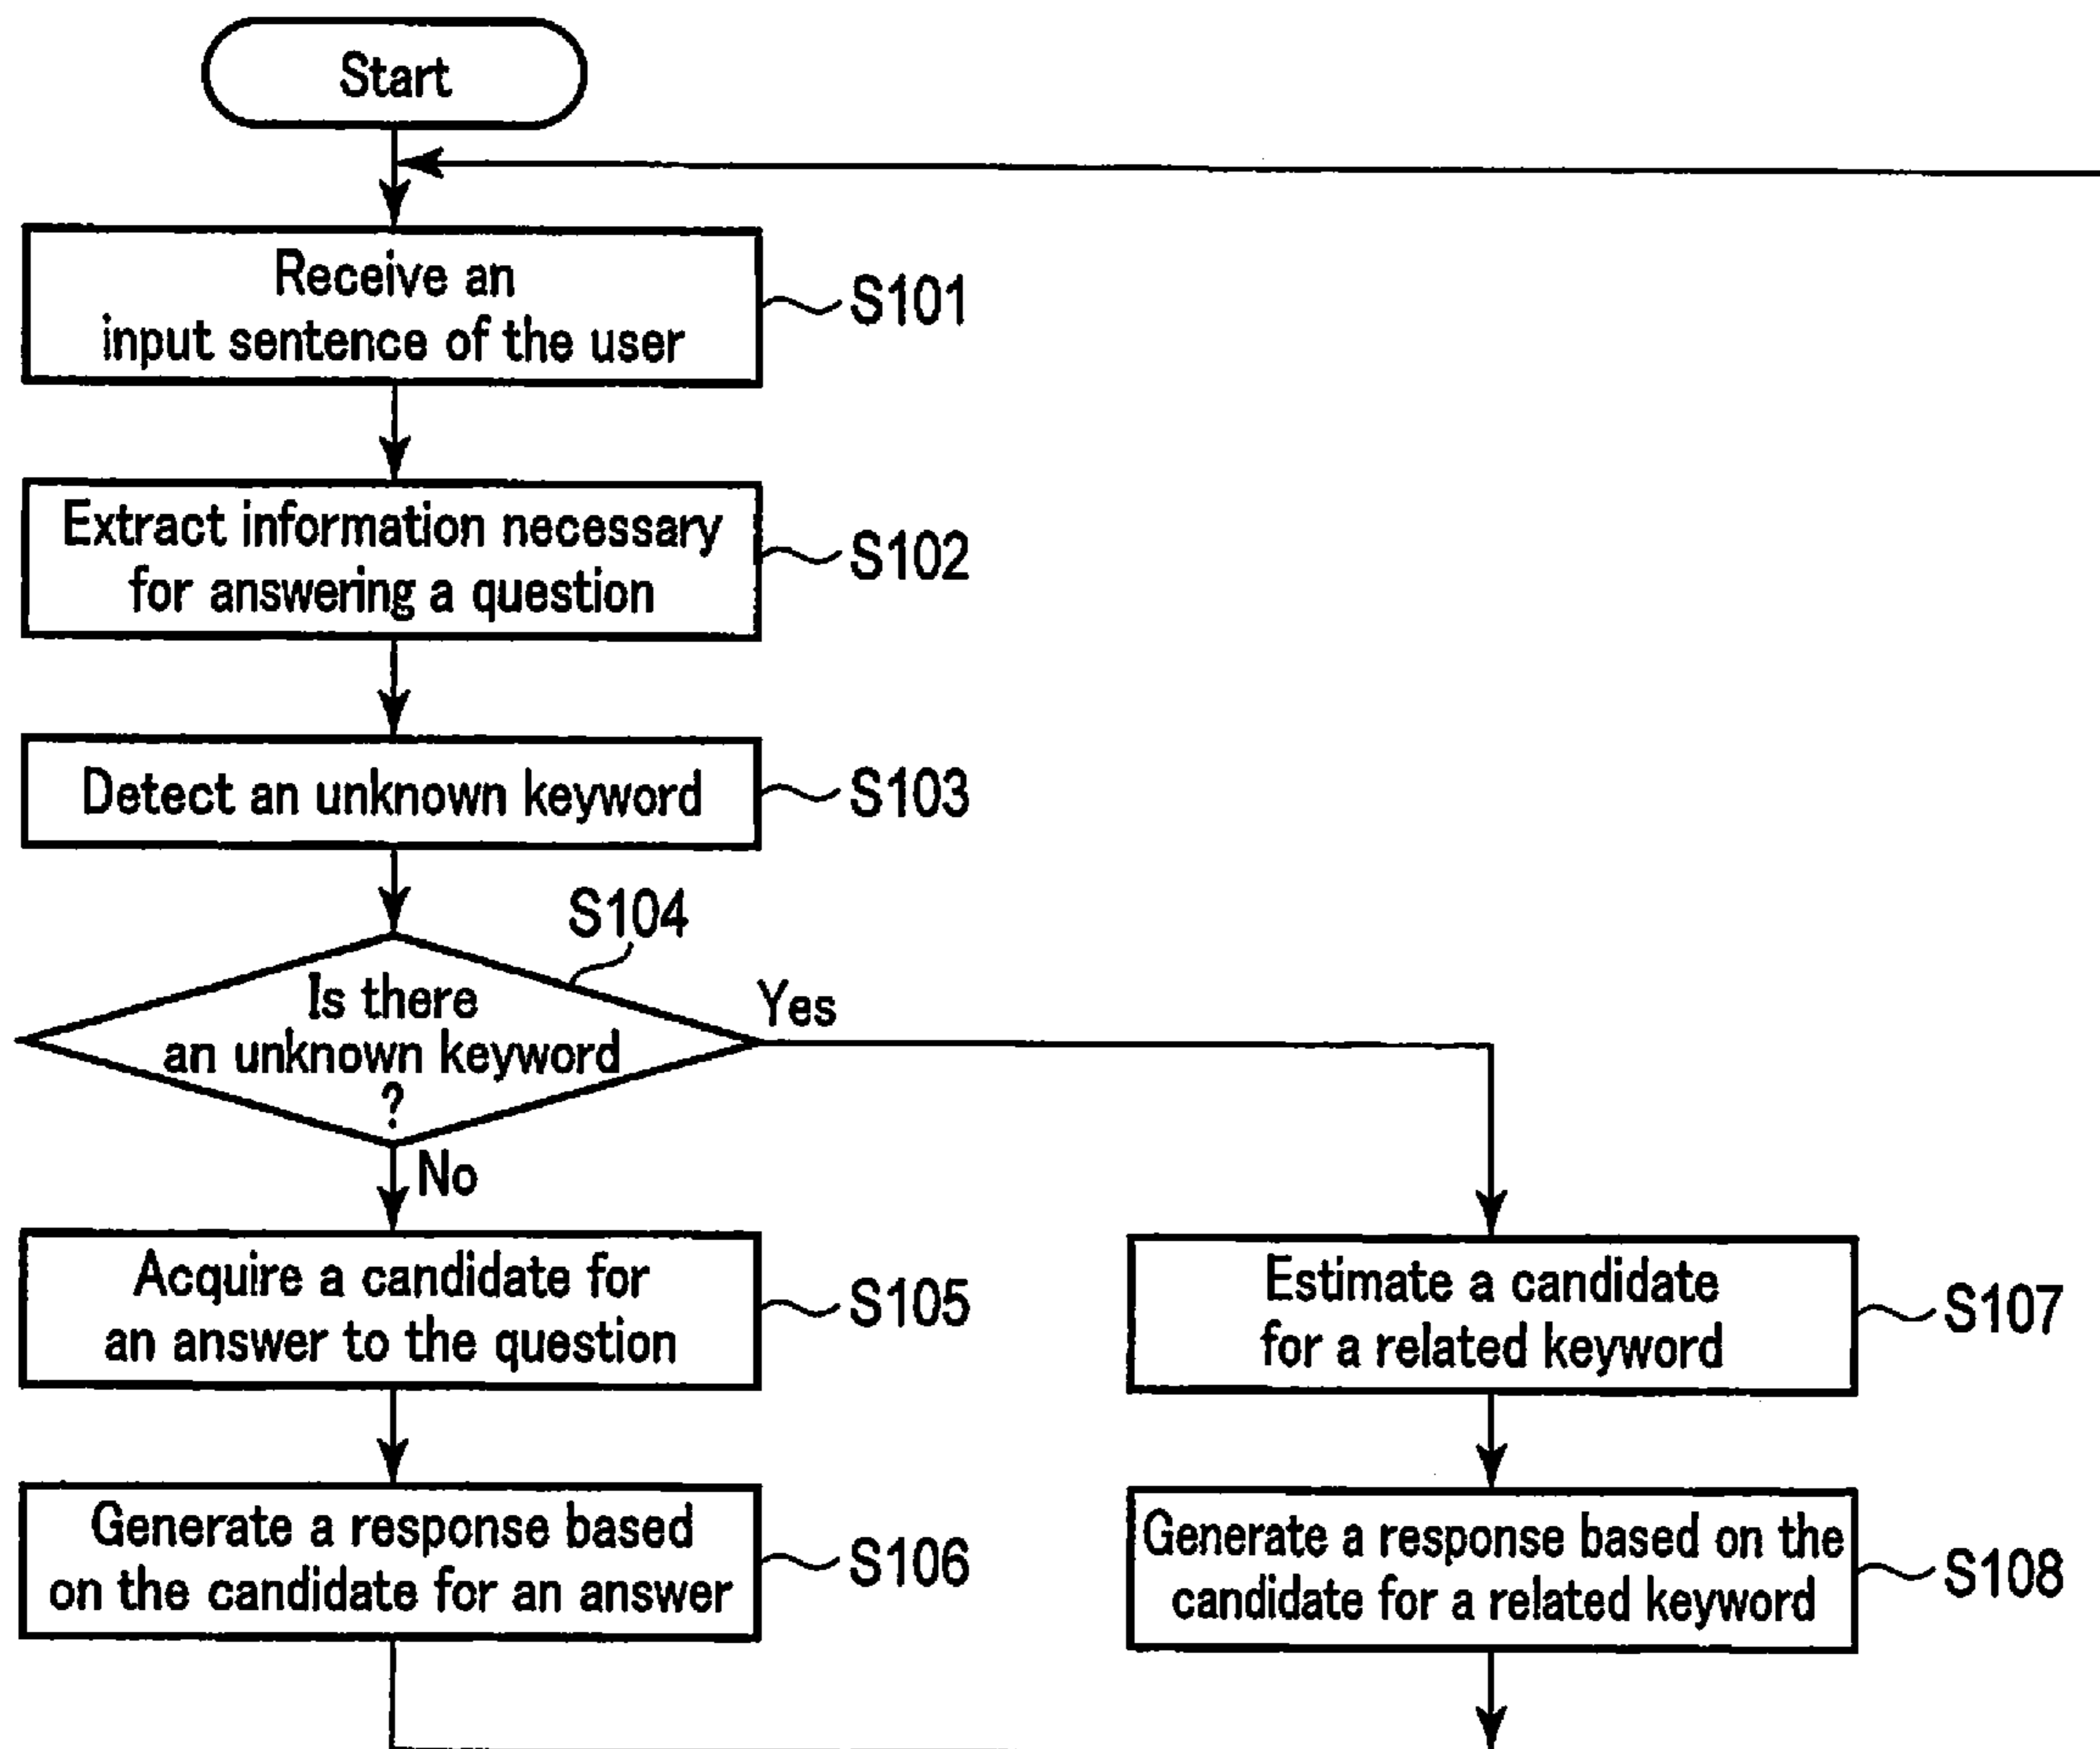 Start
Receive an
input sentence of the user
S101
Extract information necessary
for answering a question
S102
Detect an unknown keyword
S103
S104
Is there
an unknown keyword
?
Yes
No
Acquire a candidate for
an answer to the question
S105
Generate a response based
on the candidate for an answer
S106
Estimate a candidate
for a related keyword
S107
Generate a response based on the
candidate for a related keyword
S108